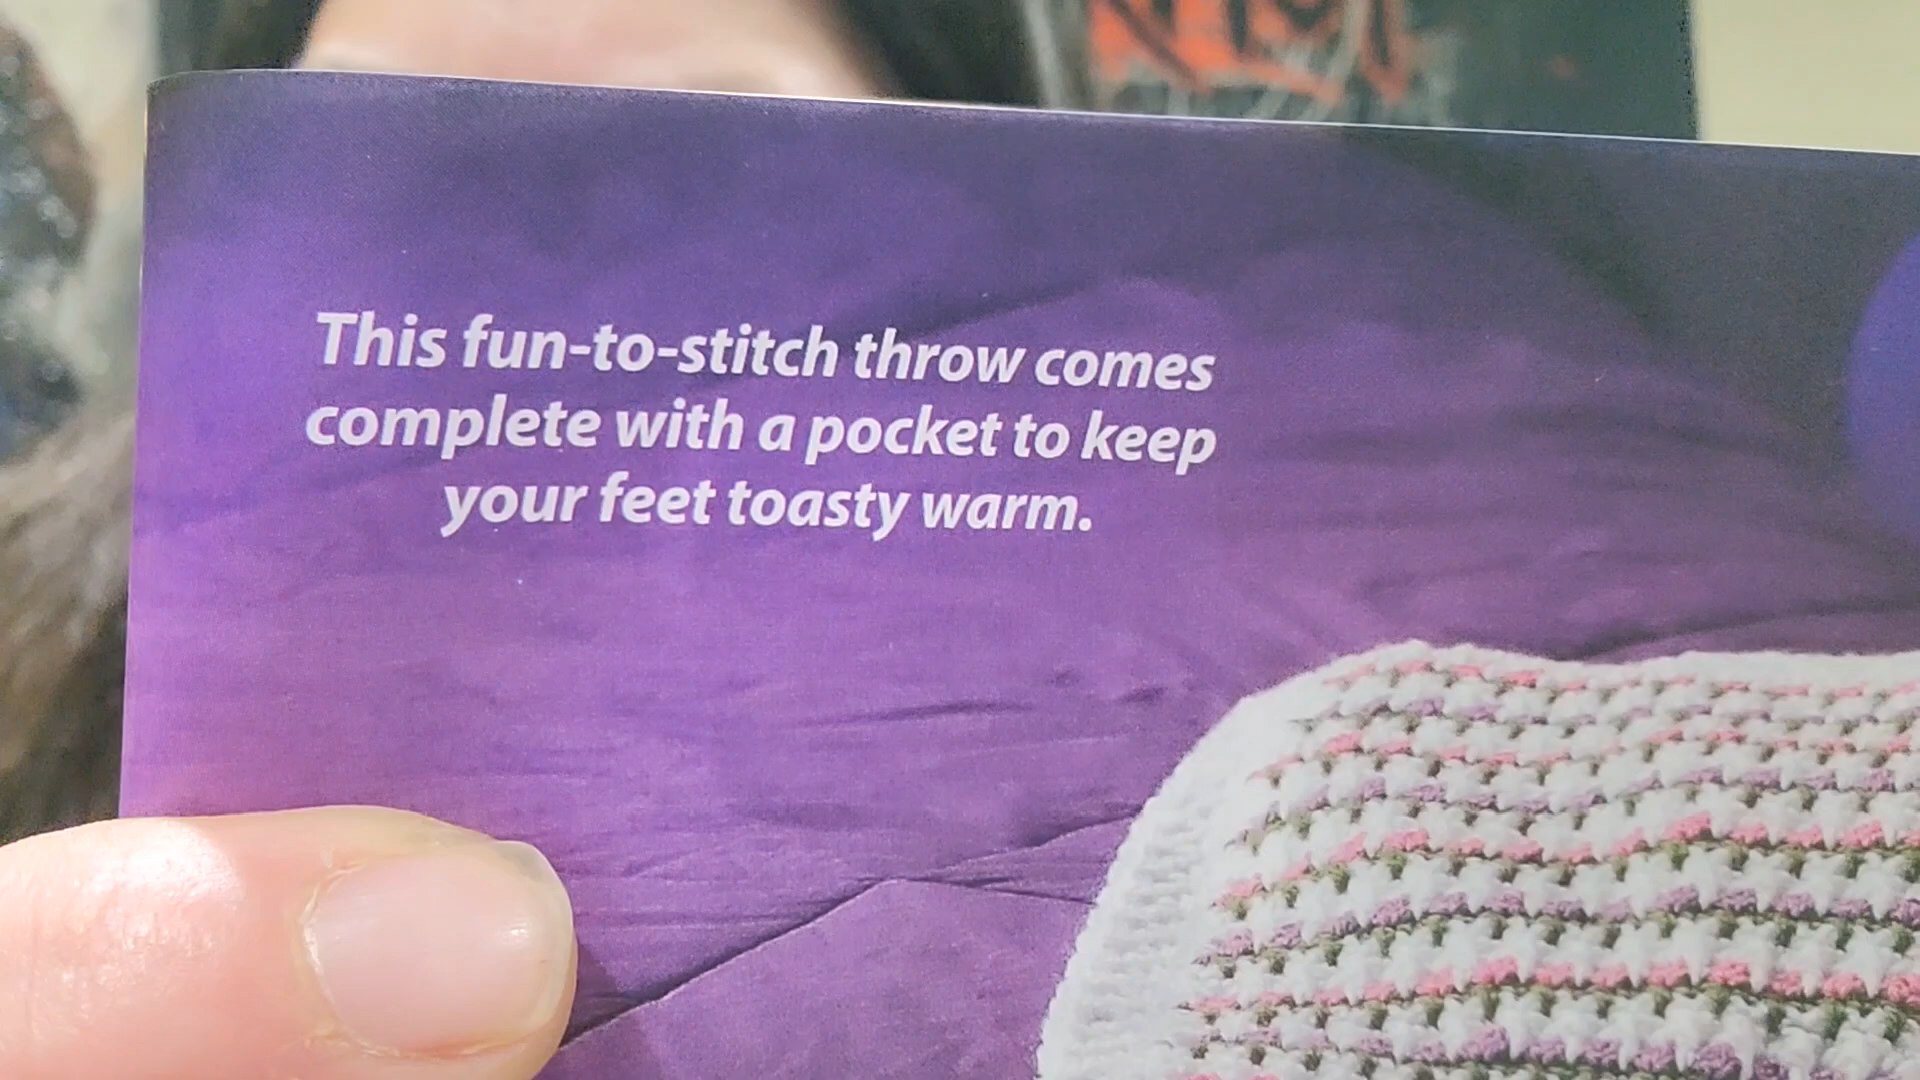 This fun-to-stitch throw comes
complete with a pocket to keep
your feet toasty warm.